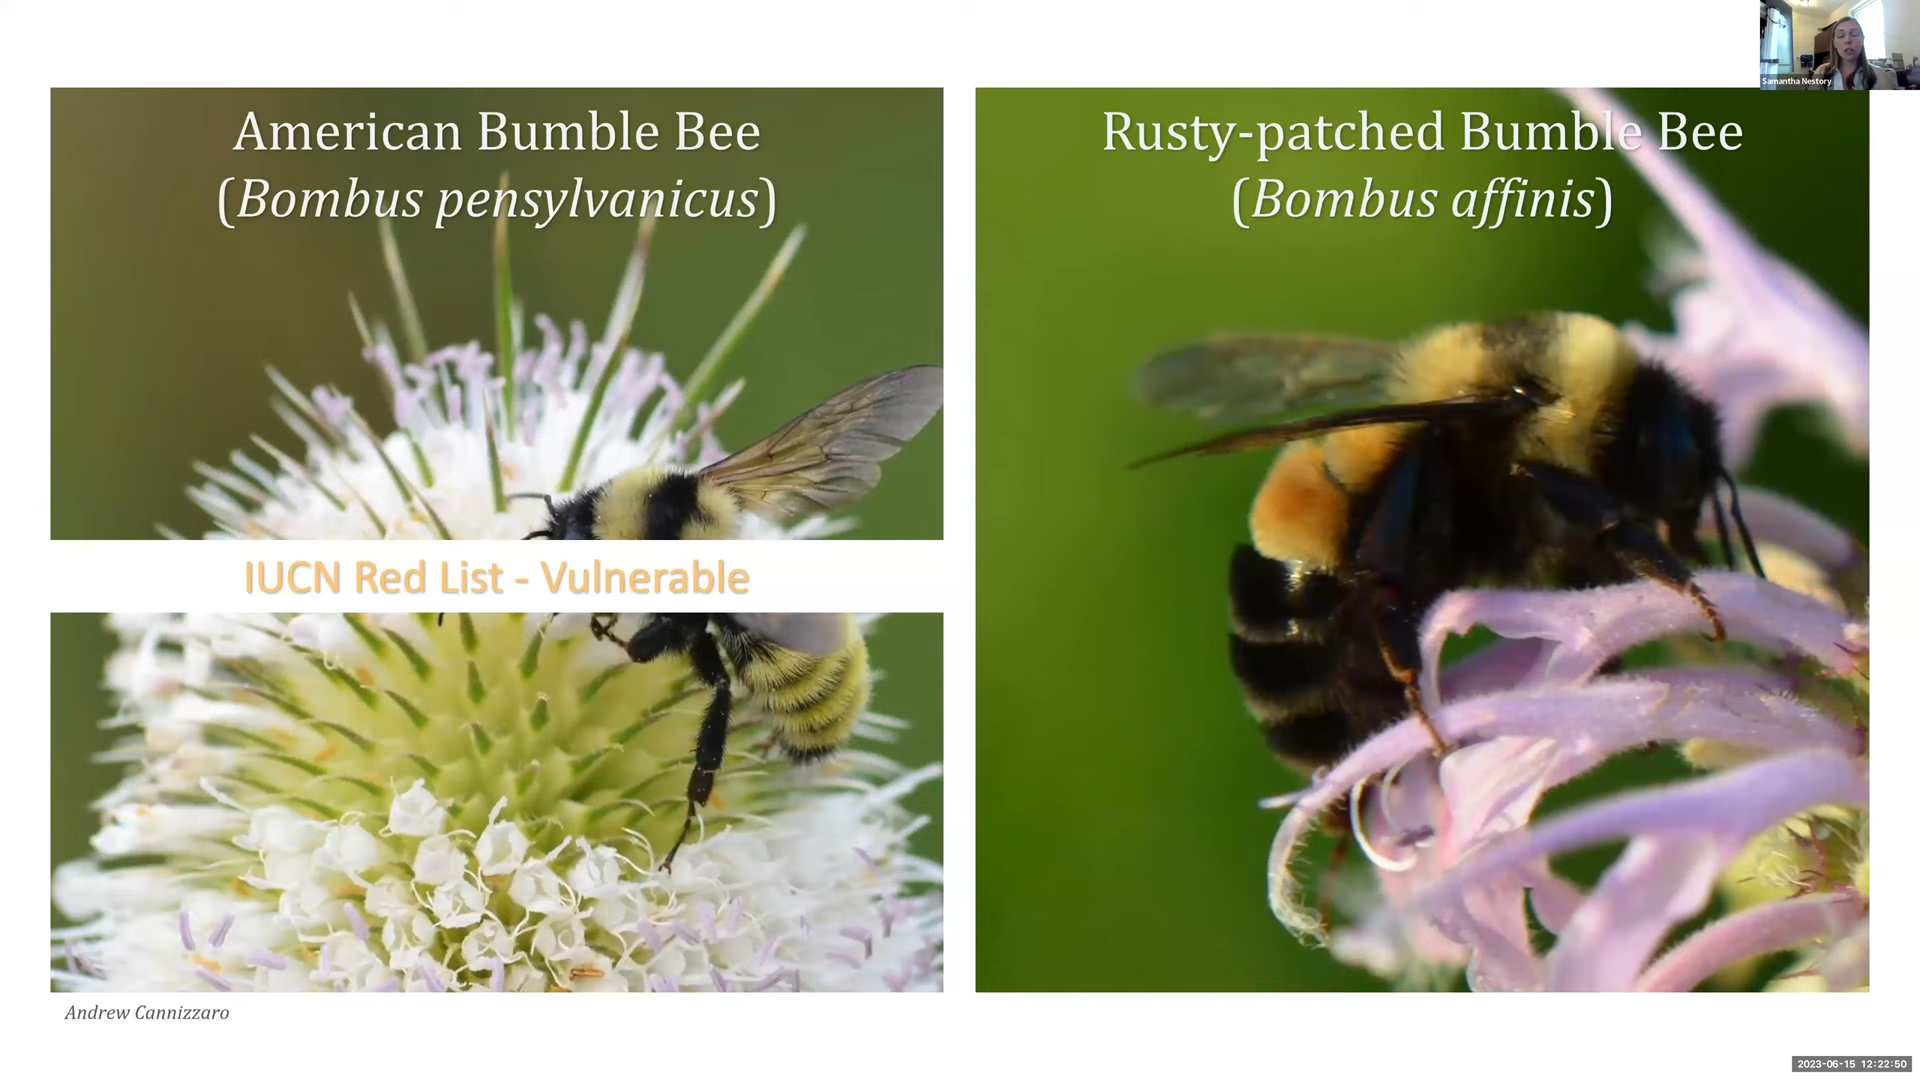 Samantha Nestory
American Bumble Bee
(Bombus pensylvanicus)
IUCN Red List - Vulnerable
Rusty-patched Bumble Bee
(Bombus affinis)
Andrew Cannizzaro
2023-06-15 12:22:50